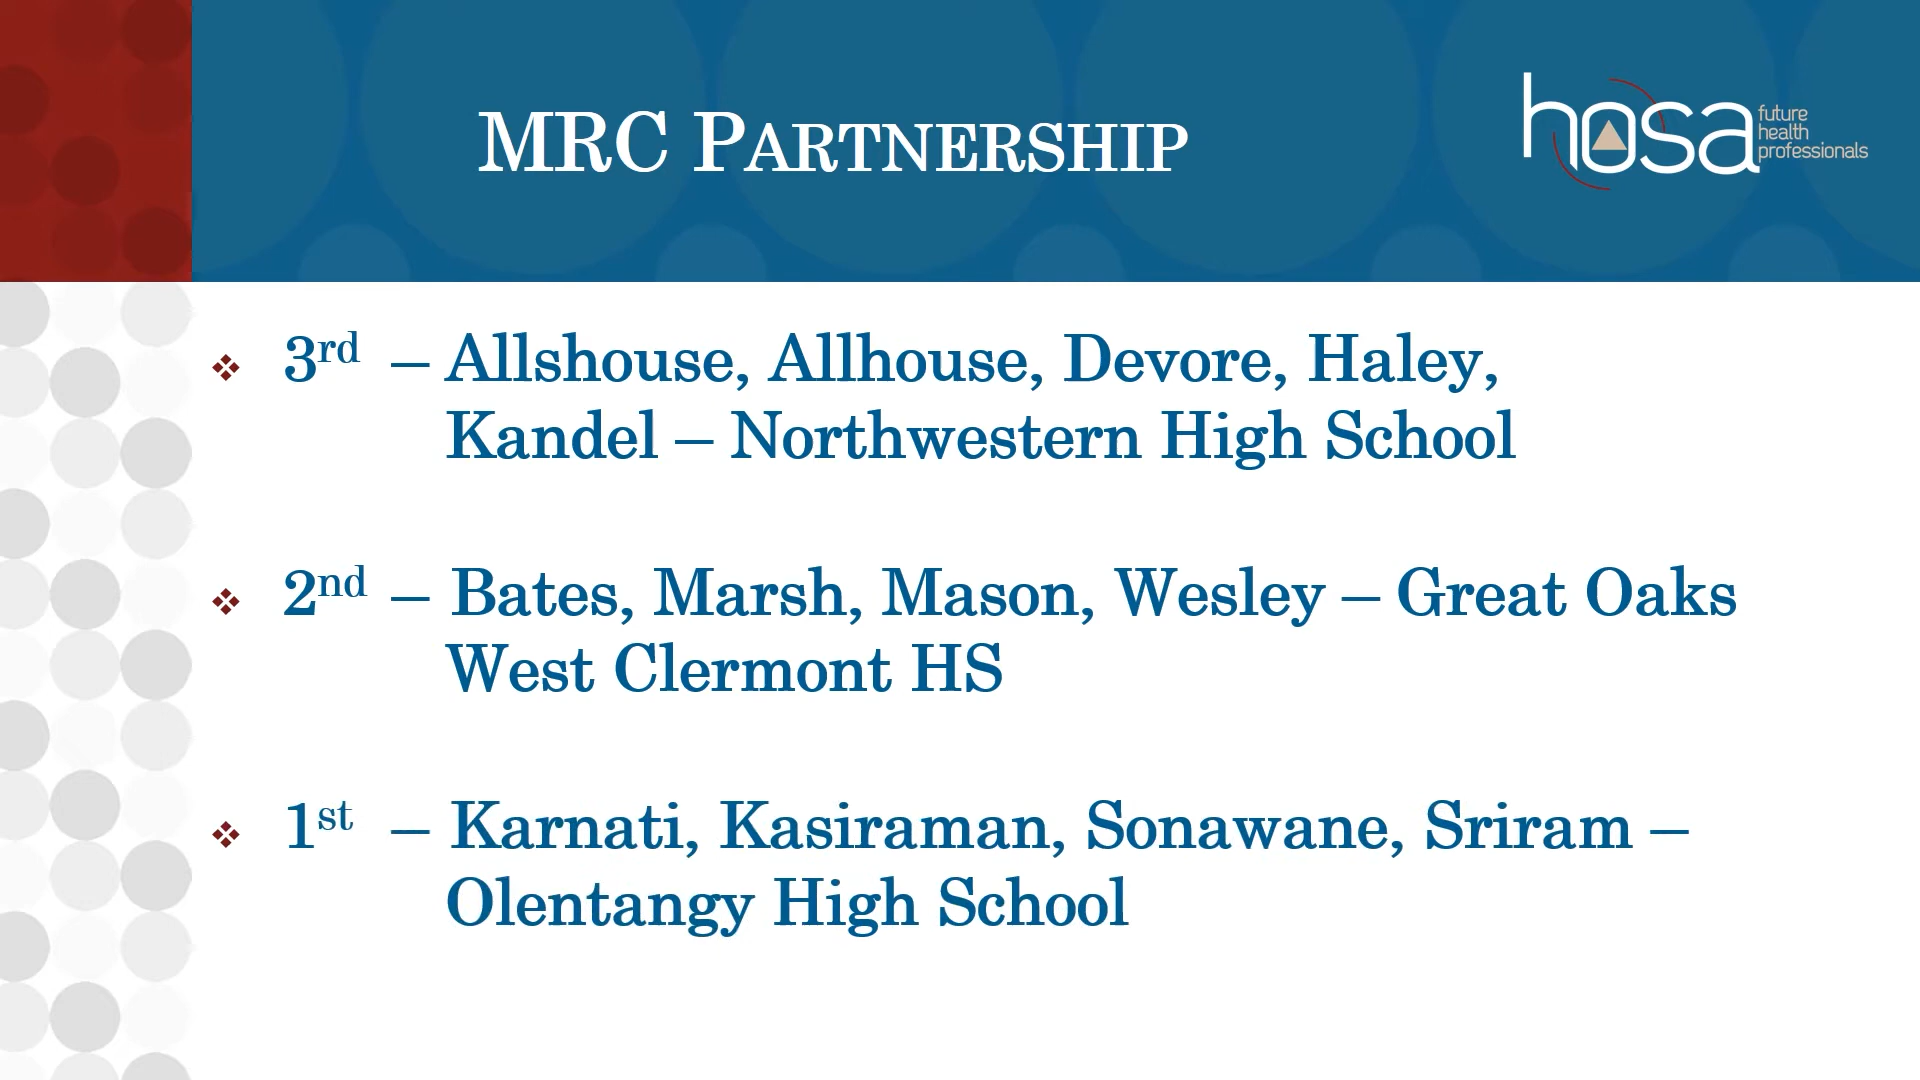 MRC PARTNERSHIP
hosa
future
health
professionals
❖ 3rd – Allshouse, Allhouse, Devore, Haley,
Kandel – Northwestern High School
❖ 2nd – Bates, Marsh, Mason, Wesley – Great Oaks
West Clermont HS
❖ 1st – Karnati, Kasiraman, Sonawane, Sriram –
Olentangy High School